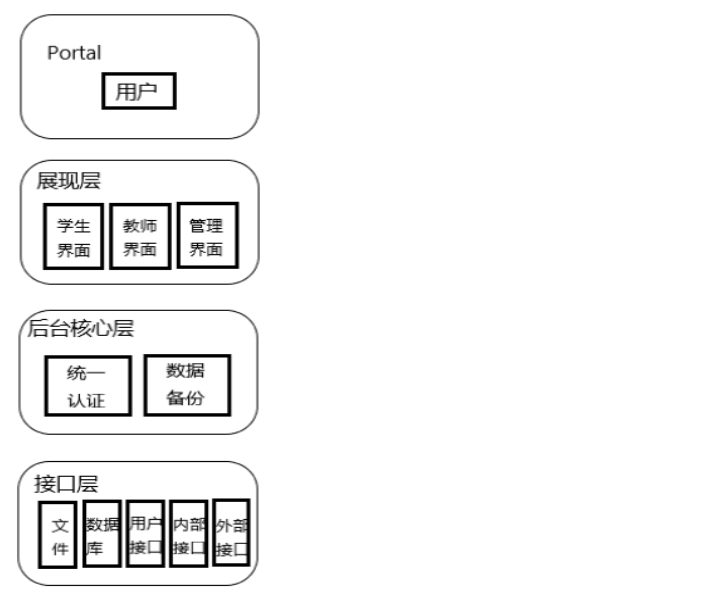 Portal
用户
展现层
学生 教师 管理
界面 界面 界面
后台核心层
统一 数据
认证 备份
接口层
文 数据 用户 内部 外部
件 库 接口 接口 接口